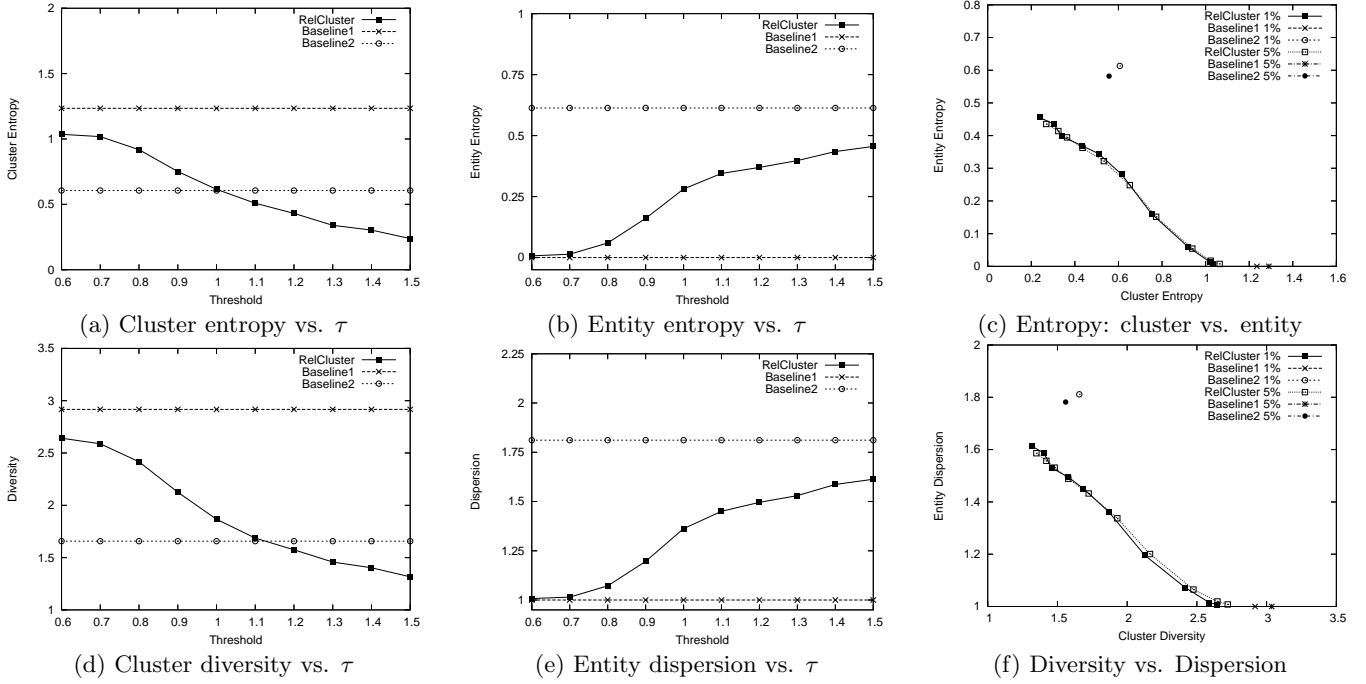 2
1.5
1
0.5
0
Cluster Entropy
RelCluster
Baseline1
Baseline2
0.6 0.7 0.8 0.9 1 1.1 1.2 1.3 1.4 1.5
Threshold
(a) Cluster entropy vs. τ
1
0.75
0.5
0.25
0
Entity Entropy
RelCluster
Baseline1
Baseline2
0.6 0.7 0.8 0.9 1 1.1 1.2 1.3 1.4 1.5
Threshold
(b) Entity entropy vs. τ
0.8
0.7
0.6
0.5
0.4
0.3
0.2
0.1
0
Entity Entropy
RelCluster 1%
Baseline1 1%
Baseline2 1%
RelCluster 5%
Baseline1 5%
Baseline2 5%
0 0.2 0.4 0.6 0.8 1 1.2 1.4 1.6
Cluster Entropy
(c) Entropy: cluster vs. entity
3.5
3
2.5
2
1.5
1
Diversity
RelCluster
Baseline1
Baseline2
0.6 0.7 0.8 0.9 1 1.1 1.2 1.3 1.4 1.5
Threshold
(d) Cluster diversity vs. τ
2.25
2
1.75
1.5
1.25
1
Dispersion
RelCluster
Baseline1
Baseline2
0.6 0.7 0.8 0.9 1 1.1 1.2 1.3 1.4 1.5
Threshold
(e) Entity dispersion vs. τ
2
1.8
1.6
1.4
1.2
1
Entity Dispersion
RelCluster 1%
Baseline1 1%
Baseline2 1%
RelCluster 5%
Baseline1 5%
Baseline2 5%
1 1.5 2 2.5 3 3.5
Cluster Diversity
(f) Diversity vs. Dispersion